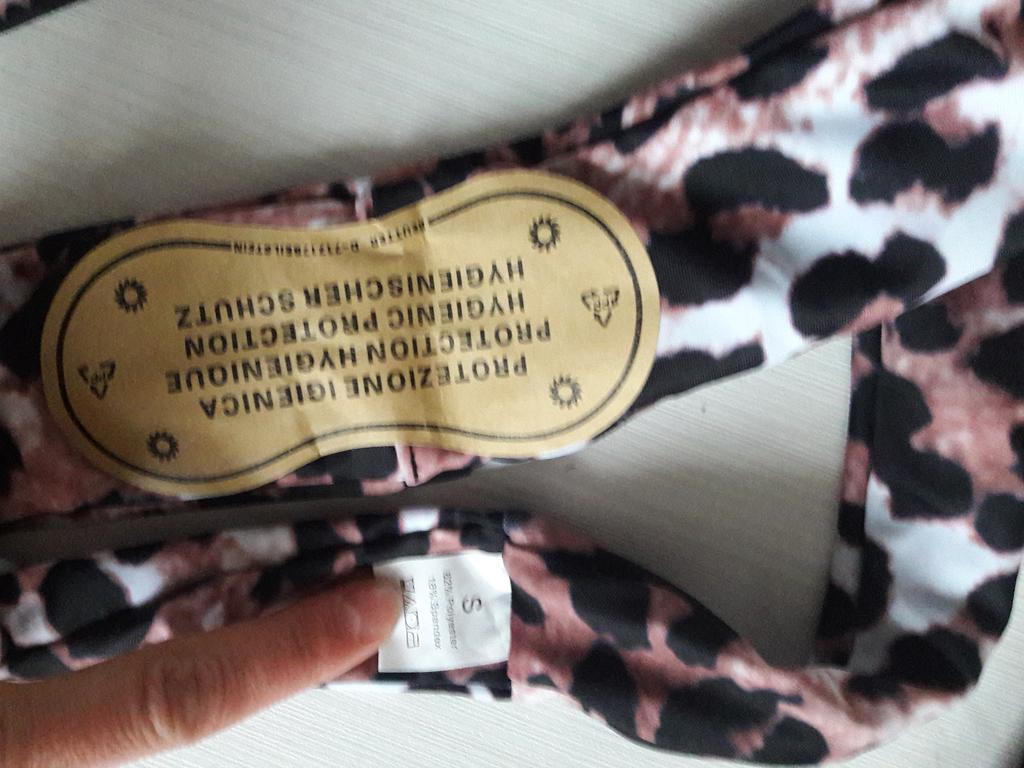 PROTEZIONE IGIENICA
PROTECTION HYGIENIQUE
HYGIENIC PROTECTION
HYGIENISCHER SCHUTZ
S
82% Polyester
18% Spandex